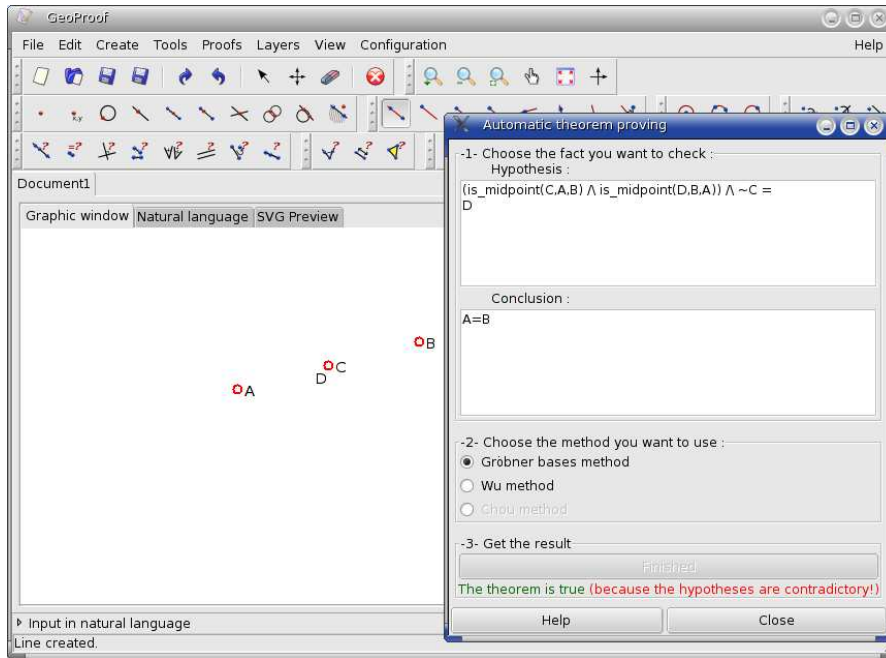 GeoProof
File Edit Create Tools Proofs Layers View Configuration Help
x,y
Document1
Graphic window Natural language SVG Preview
A
B
C
D
Input in natural language
Line created.
Automatic theorem proving
-1- Choose the fact you want to check :
Hypothesis :
(is_midpoint(C,A,B) /\ is_midpoint(D,B,A)) /\ ~C =
D
Conclusion :
A=B
-2- Choose the method you want to use :
Gröbner bases method
Wu method
Chou method
-3- Get the result
Finished
The theorem is true (because the hypotheses are contradictory!)
Help Close